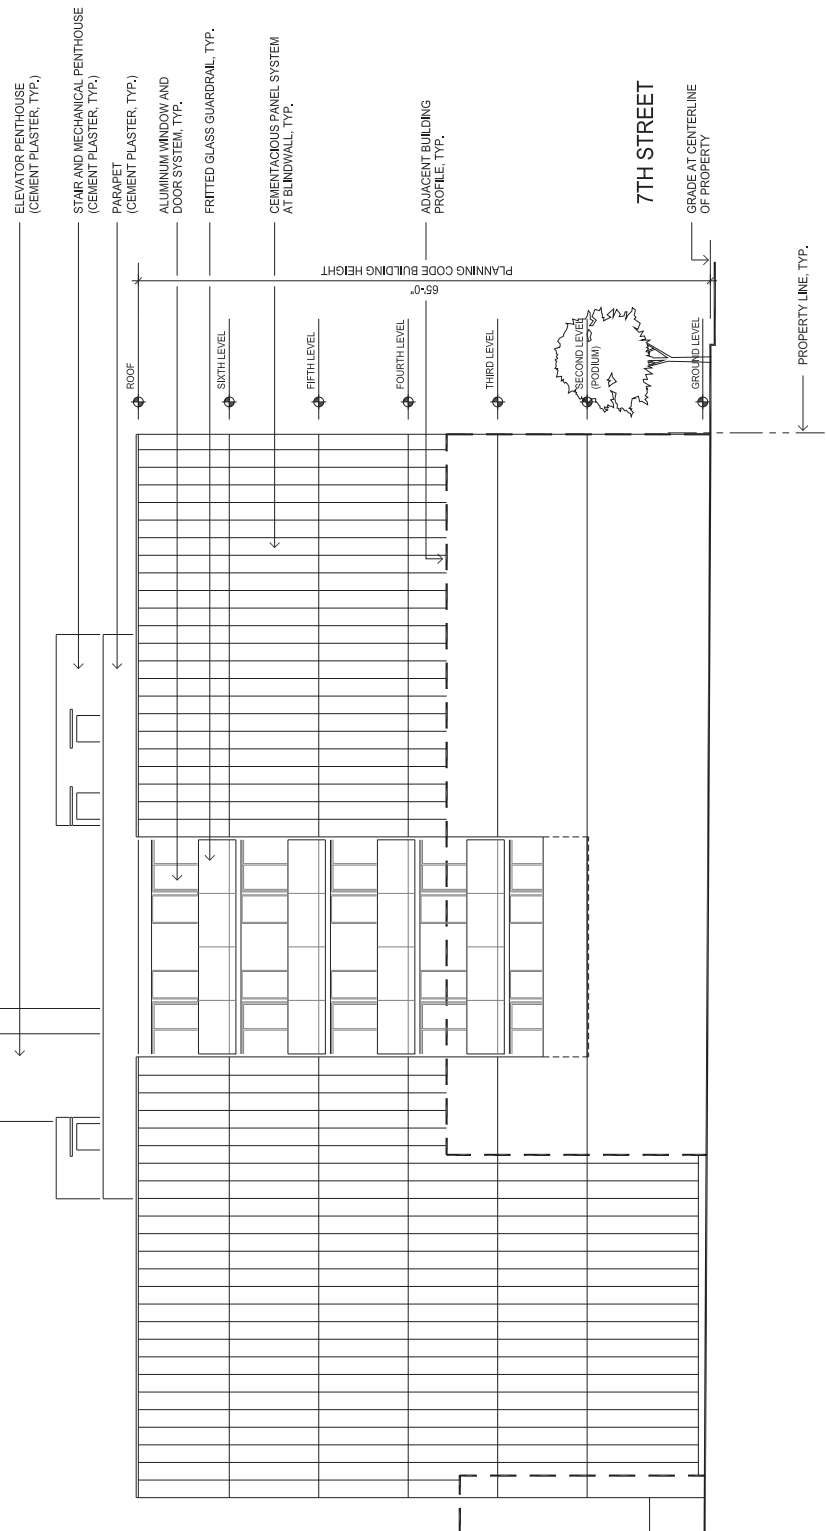 ELEVATOR PENTHOUSE
(CEMENT PLASTER, TYP.)
STAIR AND MECHANICAL PENTHOUSE
(CEMENT PLASTER, TYP.)
PARAPET
(CEMENT PLASTER, TYP.)
ALUMINUM WINDOW AND
DOOR SYSTEM, TYP.
FRITTED GLASS GUARDRAIL, TYP.
CEMENTACIOUS PANEL SYSTEM
AT BLINDWALL, TYP.
ADJACENT BUILDING
PROFILE, TYP.
7TH STREET
GRADE AT CENTERLINE
OF PROPERTY
PROPERTY LINE, TYP.
PLANNING CODE BUILDING HEIGHT
65'-0"
ROOF
SIXTH LEVEL
FIFTH LEVEL
FOURTH LEVEL
THIRD LEVEL
SECOND LEVEL
(PODIUM)
GROUND LEVEL